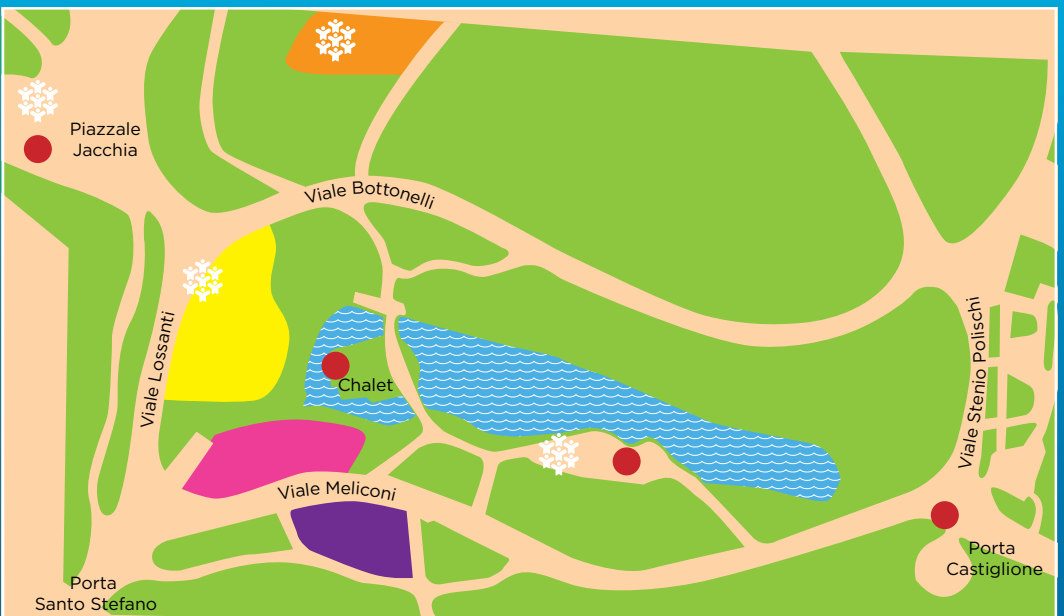 Piazzale
Jacchia
Viale Bottonelli
Viale Lossanti
Chalet
Viale Stenio Polischi
Viale Meliconi
Porta
Castiglione
Porta
Santo Stefano